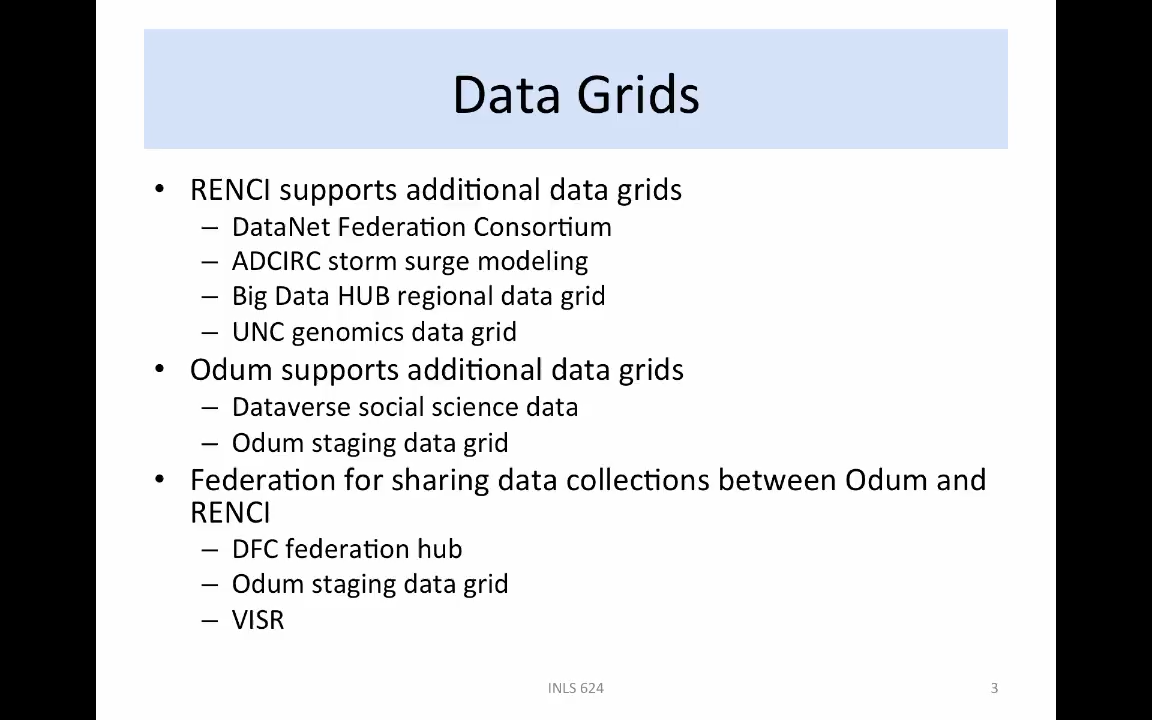 Data Grids
• RENCI supports additional data grids
– DataNet Federation Consortium
– ADCIRC storm surge modeling
– Big Data HUB regional data grid
– UNC genomics data grid
• Odum supports additional data grids
– Dataverse social science data
– Odum staging data grid
• Federation for sharing data collections between Odum and
RENCI
– DFC federation hub
– Odum staging data grid
– VISR
INLS 624
3